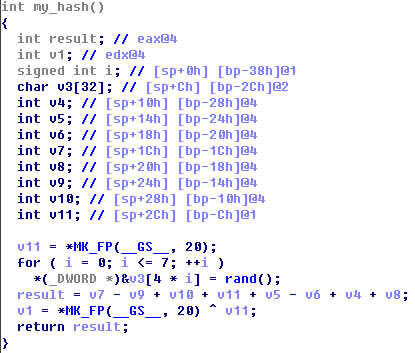 int my_hash()
{
int result; // eax@4
int v1; // edx@4
signed int i; // [sp+0h] [bp-38h]@1
char v3[32]; // [sp+Ch] [bp-2Ch]@2
int v4; // [sp+10h] [bp-28h]@4
int v5; // [sp+14h] [bp-24h]@4
int v6; // [sp+18h] [bp-20h]@4
int v7; // [sp+1Ch] [bp-1Ch]@4
int v8; // [sp+20h] [bp-18h]@4
int v9; // [sp+24h] [bp-14h]@4
int v10; // [sp+28h] [bp-10h]@4
int v11; // [sp+2Ch] [bp-Ch]@1
v11 = *MK_FP(__GS__, 20);
for ( i = 0; i <= 7; ++i )
*(_DWORD *)&v3[4 * i] = rand();
result = v7 - v9 + v10 + v11 + v5 - v6 + v4 + v8;
v1 = *MK_FP(__GS__, 20) ^ v11;
return result;
}